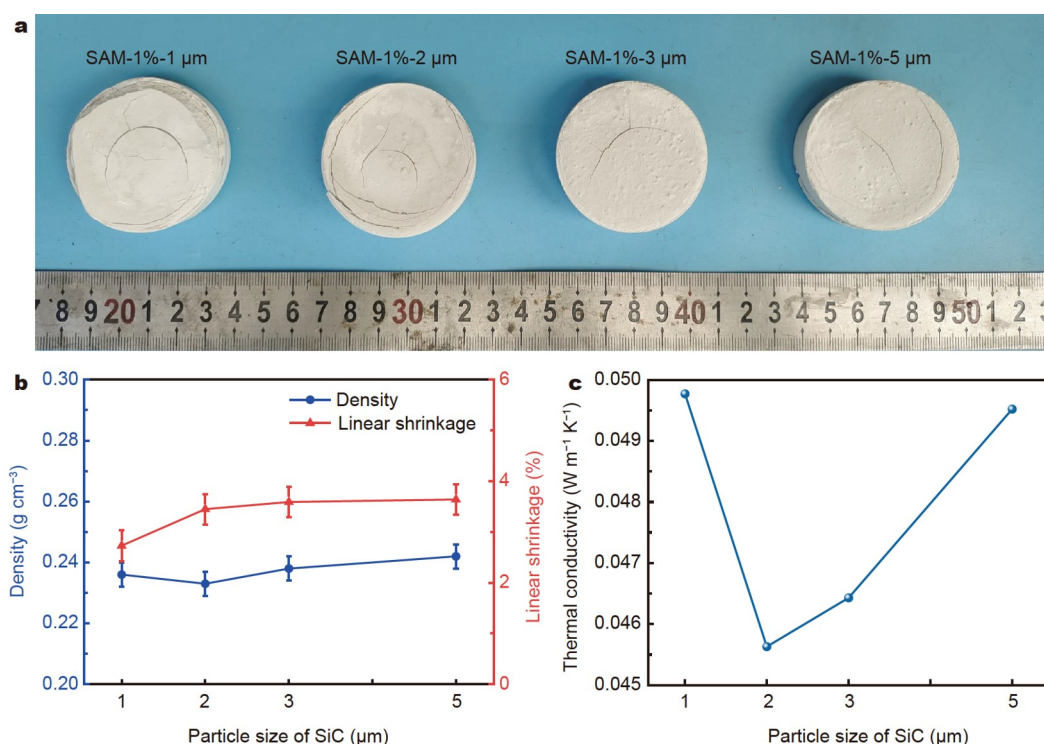 a
SAM-1%-1 µm SAM-1%-2 µm SAM-1%-3 µm SAM-1%-5 µm
7 8 9 20 1 2 3 4 5 6 7 8 9 30 1 2 3 4 5 6 7 8 9 40 1 2 3 4 5 6 7 8 9 50 1 2 3
b
0.30
0.28
0.26
0.24
0.22
0.20
Density (g cm⁻³)
Density
Linear shrinkage
6
4
2
0
Linear shrinkage (%)
1 2 3 5
Particle size of SiC (µm)
c
0.050
0.049
0.048
0.047
0.046
0.045
Thermal conductivity (W m⁻¹ K⁻¹)
1 2 3 5
Particle size of SiC (µm)